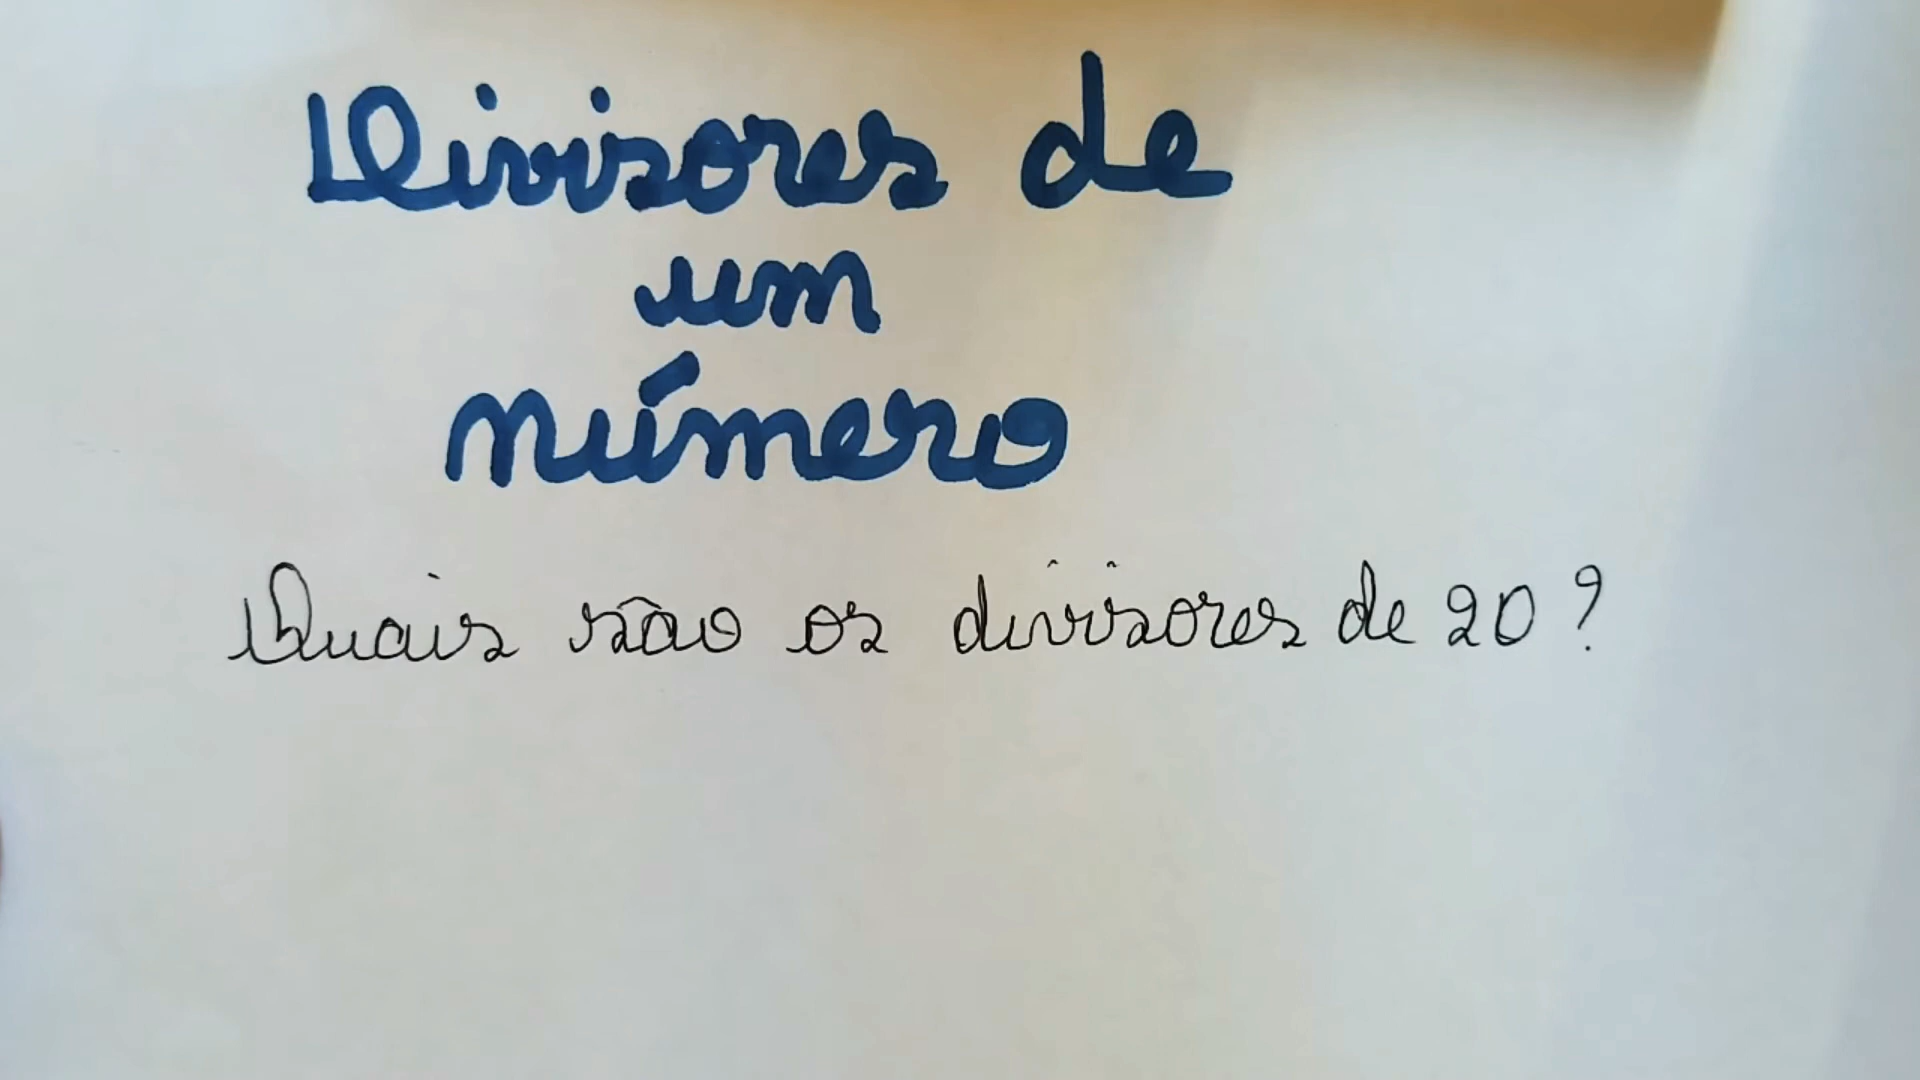 Divisores de
um
número
Quais são os divisores de 20?